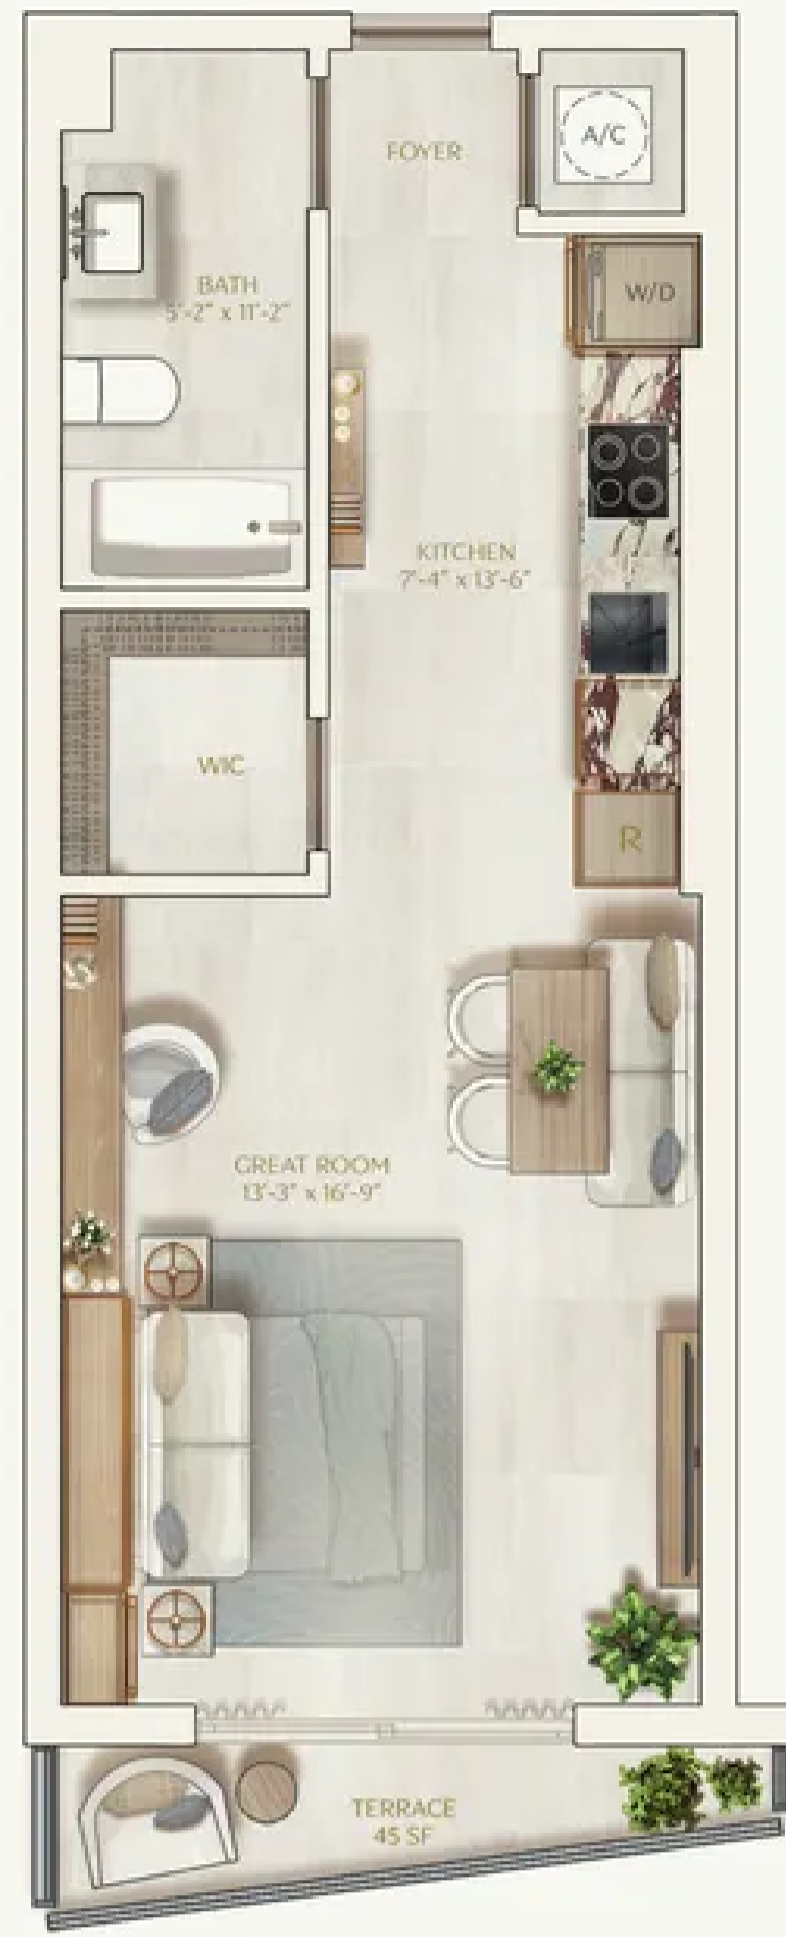 FOYER
A/C
W/D
BATH
5'-2" x 11'-2"
KITCHEN
7'-4" x 13'-6"
WIC
R
GREAT ROOM
13'-3" x 16'-9"
TERRACE
45 SF